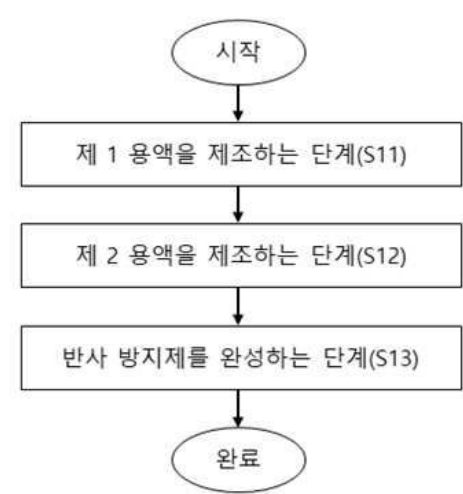 시작
제 1 용액을 제조하는 단계(S11)
제 2 용액을 제조하는 단계(S12)
반사 방지제를 완성하는 단계(S13)
완료